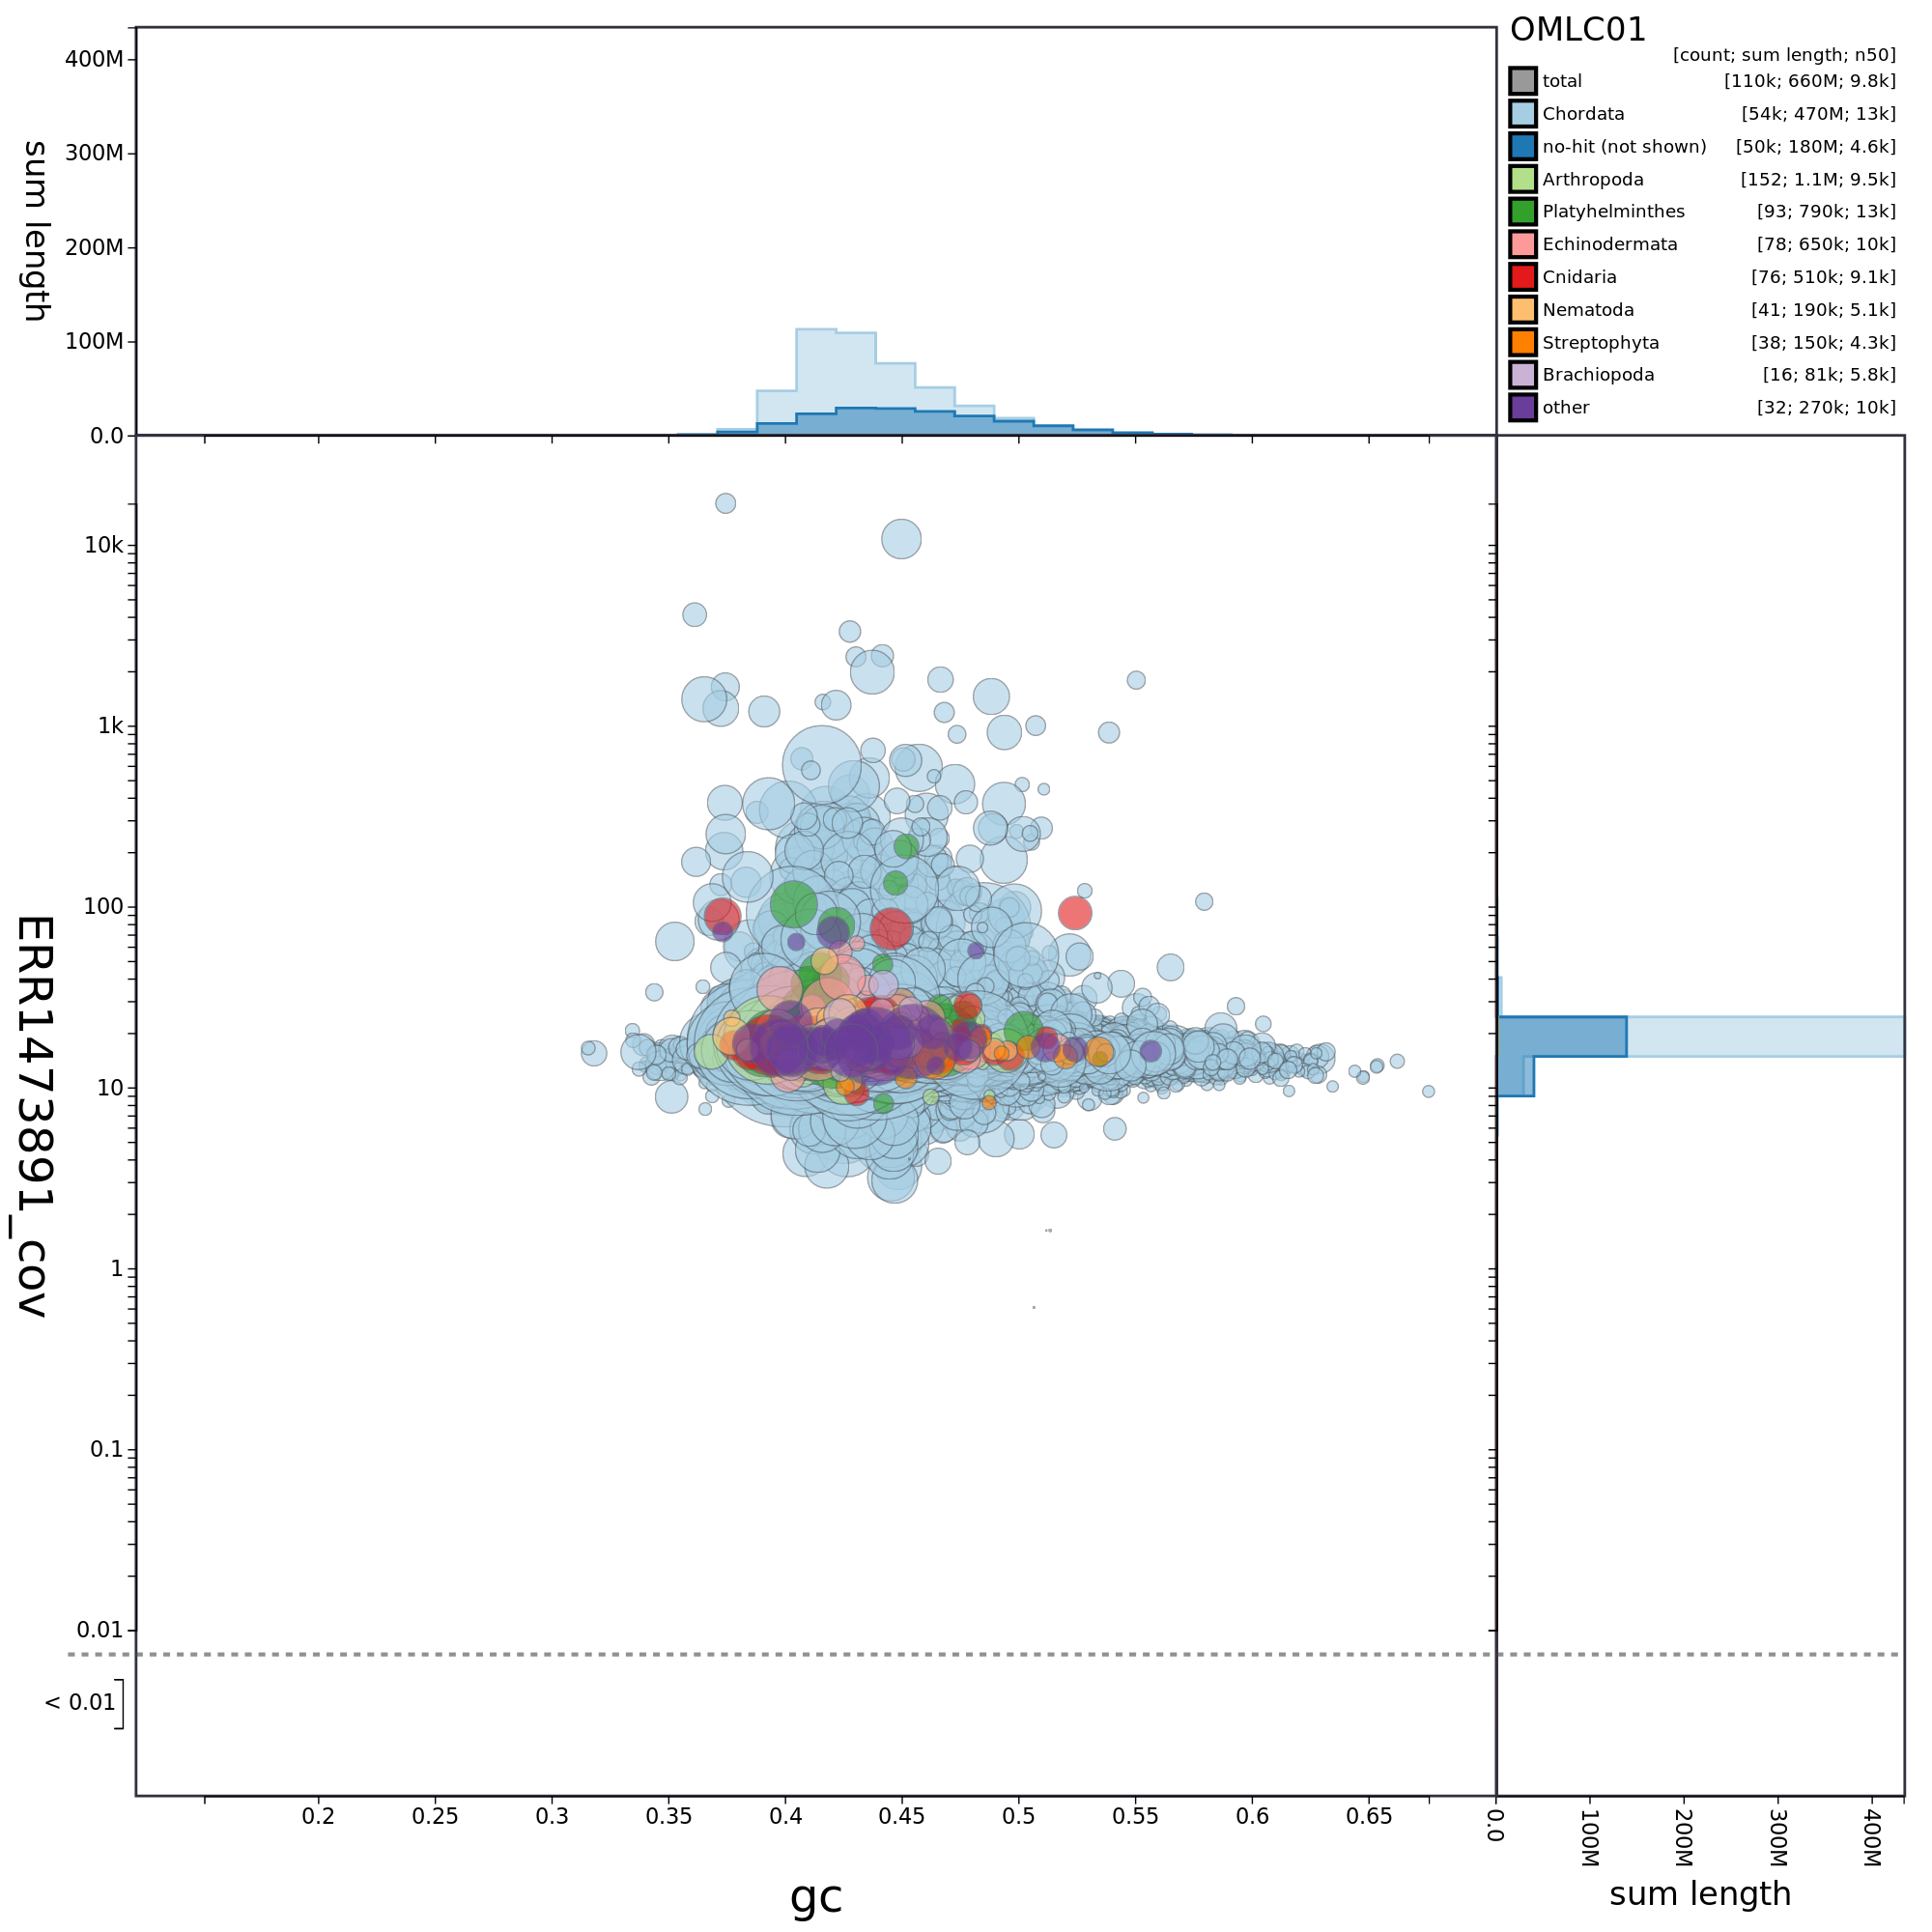 OMLC01
[count; sum length; n50]
total [110k; 660M; 9.8k]
Chordata [54k; 470M; 13k]
no-hit (not shown) [50k; 180M; 4.6k]
Arthropoda [152; 1.1M; 9.5k]
Platyhelminthes [93; 790k; 13k]
Echinodermata [78; 650k; 10k]
Cnidaria [76; 510k; 9.1k]
Nematoda [41; 190k; 5.1k]
Streptophyta [38; 150k; 4.3k]
Brachiopoda [16; 81k; 5.8k]
other [32; 270k; 10k]
sum length
400M
300M
200M
100M
0.0
ERR1473891_cov
10k
1k
100
10
1
0.1
0.01
< 0.01
0.2 0.25 0.3 0.35 0.4 0.45 0.5 0.55 0.6 0.65
gc
0.0 100M 200M 300M 400M
sum length